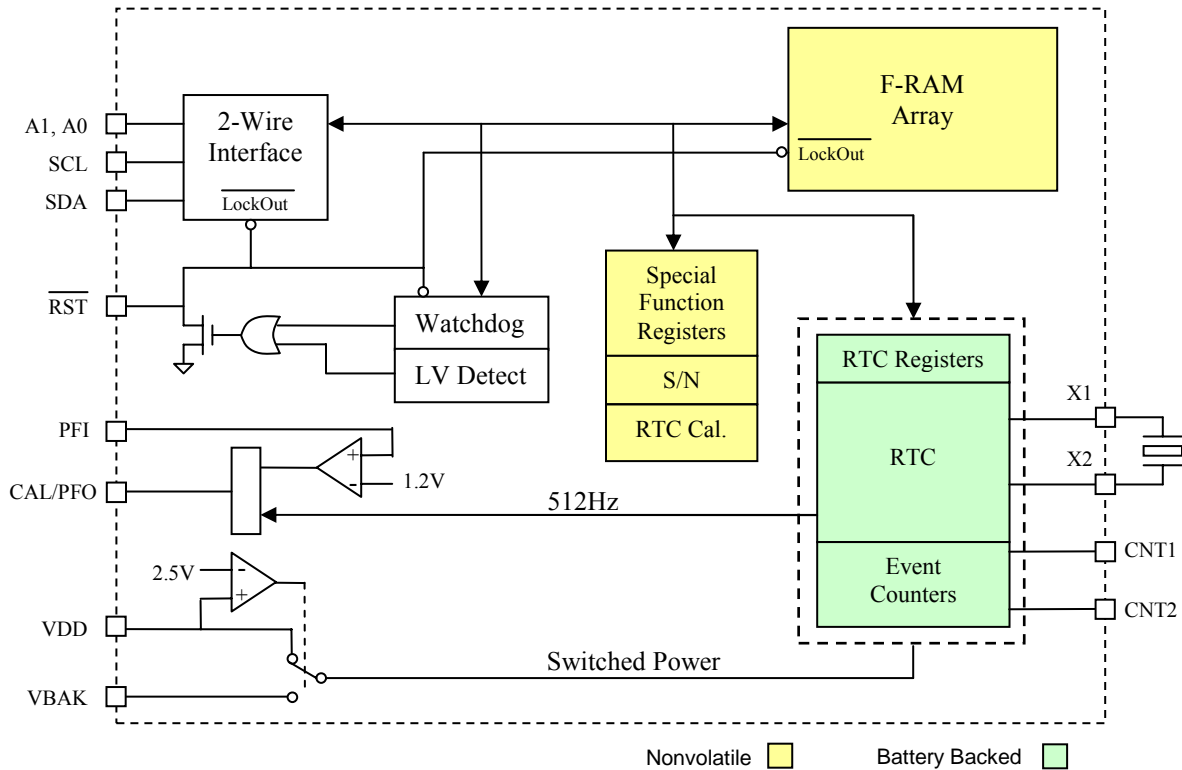 F-RAM
Array
LockOut
A1, A0
SCL
SDA
2-Wire
Interface
LockOut
RST
Watchdog
LV Detect
Special
Function
Registers
S/N
RTC Cal.
RTC Registers
RTC
Event
Counters
X1
X2
CNT1
CNT2
PFI
+
-
1.2V
CAL/PFO
512Hz
2.5V
-
+
VDD
VBAK
Switched Power
Nonvolatile
Battery Backed